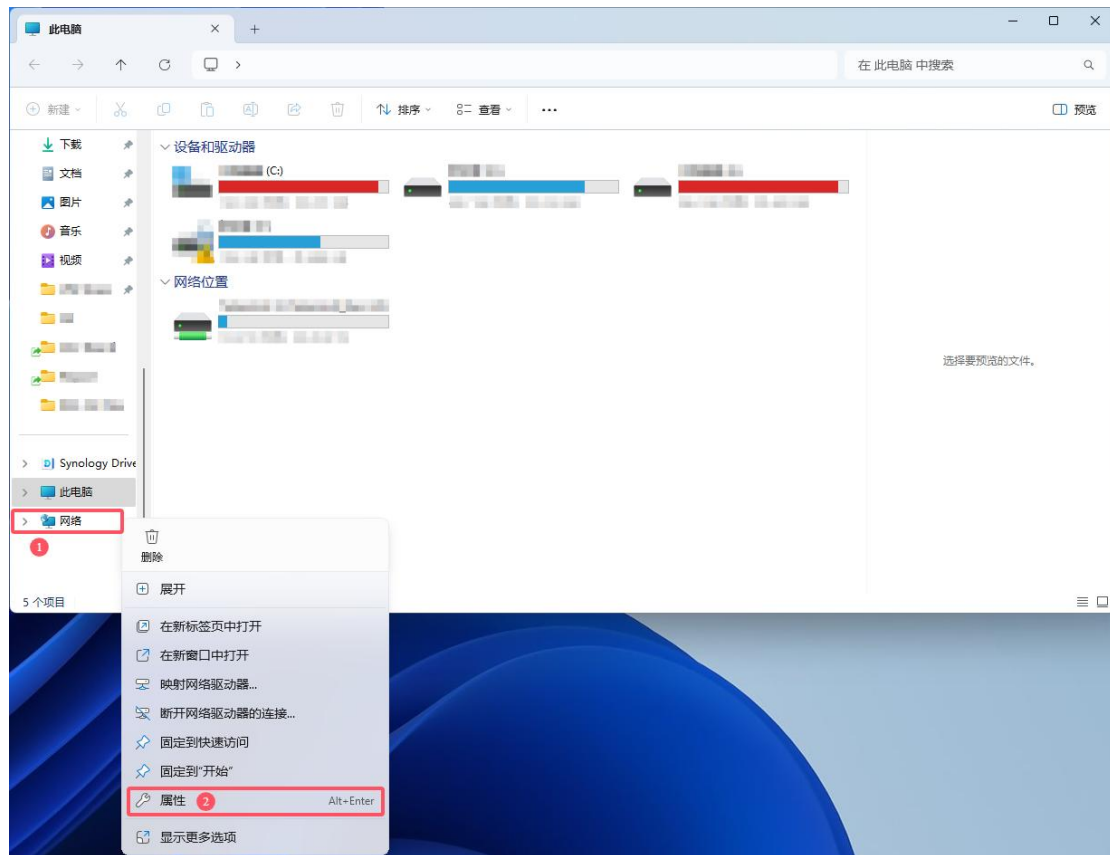 此电脑
在 此电脑 中搜索
新建
排序
查看
预览
下载
文档
图片
音乐
视频
Synology Drive
此电脑
网络
1
5 个项目
设备和驱动器
(C:)
网络位置
选择要预览的文件。
删除
展开
在新标签页中打开
在新窗口中打开
映射网络驱动器...
断开网络驱动器的连接...
固定到快速访问
固定到"开始"
属性 2 Alt+Enter
显示更多选项